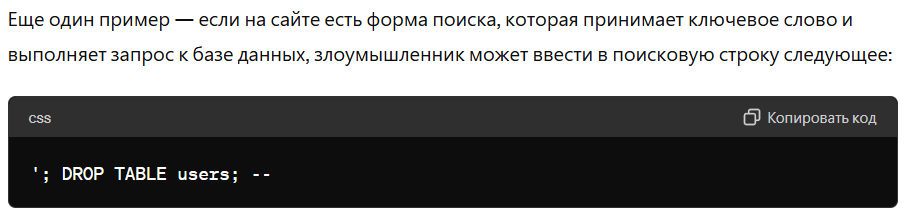 Еще один пример — если на сайте есть форма поиска, которая принимает ключевое слово и
выполняет запрос к базе данных, злоумышленник может ввести в поисковую строку следующее:
css Копировать код
'; DROP TABLE users; --